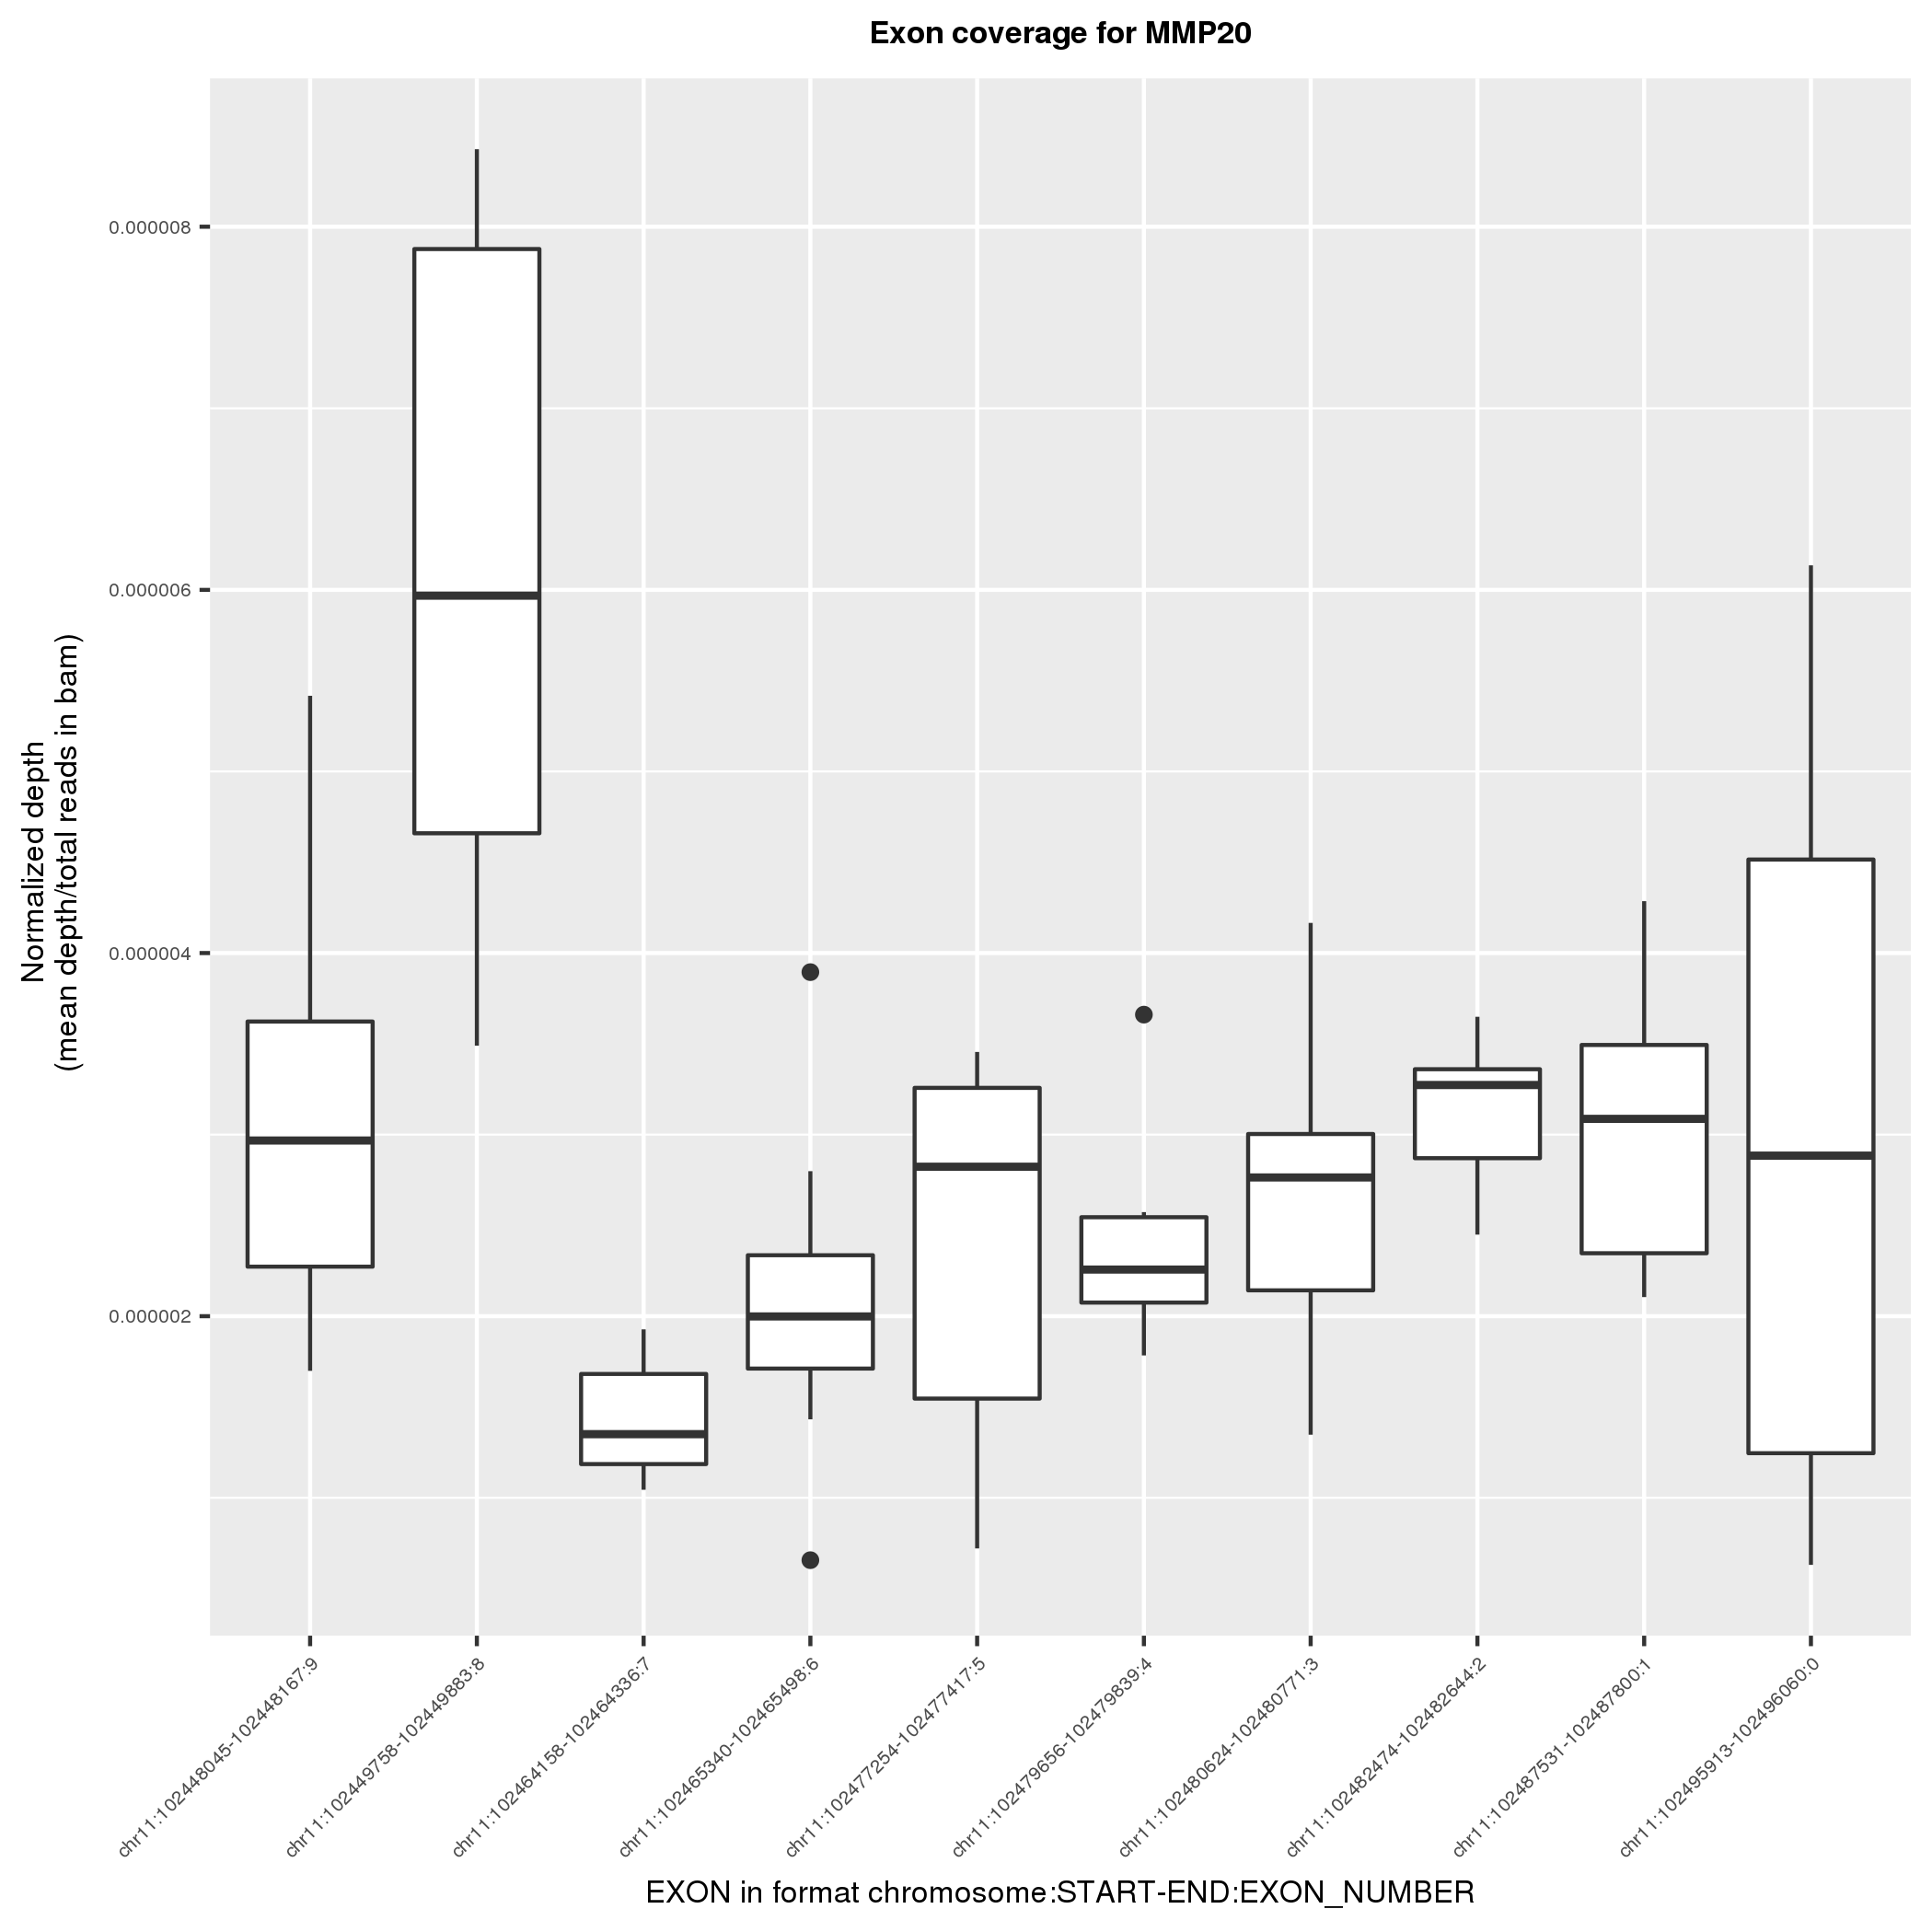 Exon coverage for MMP20
Normalized depth
(mean depth/total reads in bam)
0.000008
0.000006
0.000004
0.000002
chr11:102448045-102448167:9
chr11:102449758-102449883:8
chr11:102464158-102464336:7
chr11:102465340-102465498:6
chr11:102477254-102477417:5
chr11:102479656-102479839:4
chr11:102480624-102480771:3
chr11:102482474-102482644:2
chr11:102487531-102487800:1
chr11:102495913-102496060:0
EXON in format chromosome:START-END:EXON_NUMBER